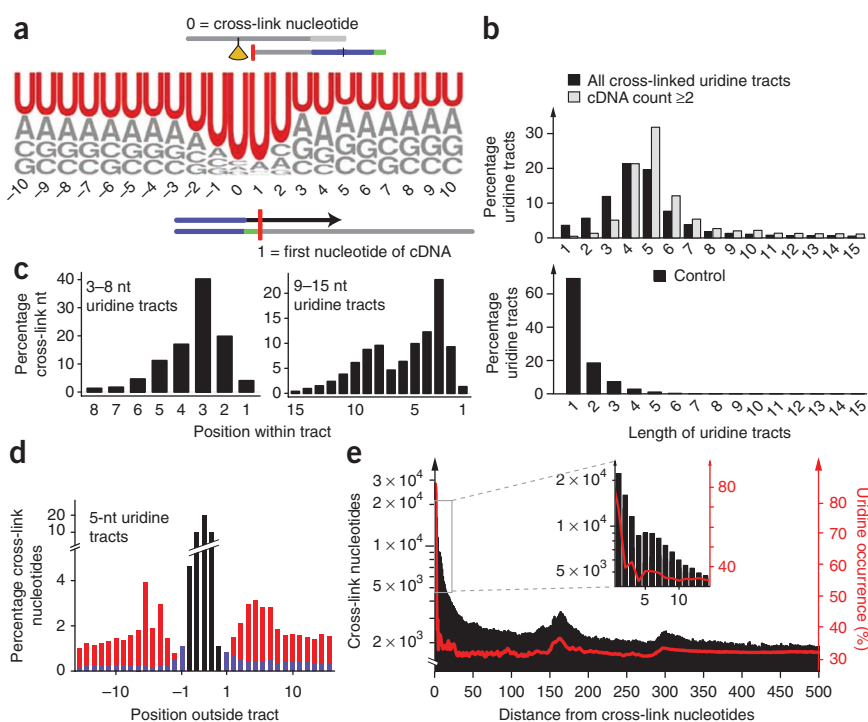 a
0 = cross-link nucleotide
U U U U U U U U U U U U U U U U U U U U U
A A A A A A A A A A A A A A A A A A
–10 –9 –8 –7 –6 –5 –4 –3 –2 –1 0 1 2 3 4 5 6 7 8 9 10
1 = first nucleotide of cDNA
b
All cross-linked uridine tracts
cDNA count ≥2
Percentage
uridine tracts
30
20
10
0
1 2 3 4 5 6 7 8 9 10 11 12 13 14 15
Control
Percentage
uridine tracts
60
40
20
0
1 2 3 4 5 6 7 8 9 10 11 12 13 14 15
Length of uridine tracts
c
Percentage
cross-link nt
3–8 nt
uridine tracts
40
30
20
10
0
8 7 6 5 4 3 2 1
9–15 nt
uridine tracts
20
10
0
15 10 5 1
Position within tract
d
Percentage cross-link
nucleotides
5-nt uridine
tracts
20
10
4
2
0
–10 –1 1 10
Position outside tract
e
Cross-link nucleotides
3 × 10⁴
2 × 10⁴
1 × 10⁴
5 × 10³
2 × 10³
0 50 100 150 200 250 300 350 400 450 500
Distance from cross-link nucleotides
2 × 10⁴
1 × 10⁴
5 × 10³
5 10
80
40
80
70
60
50
40
30
Uridine occurrence
(%)